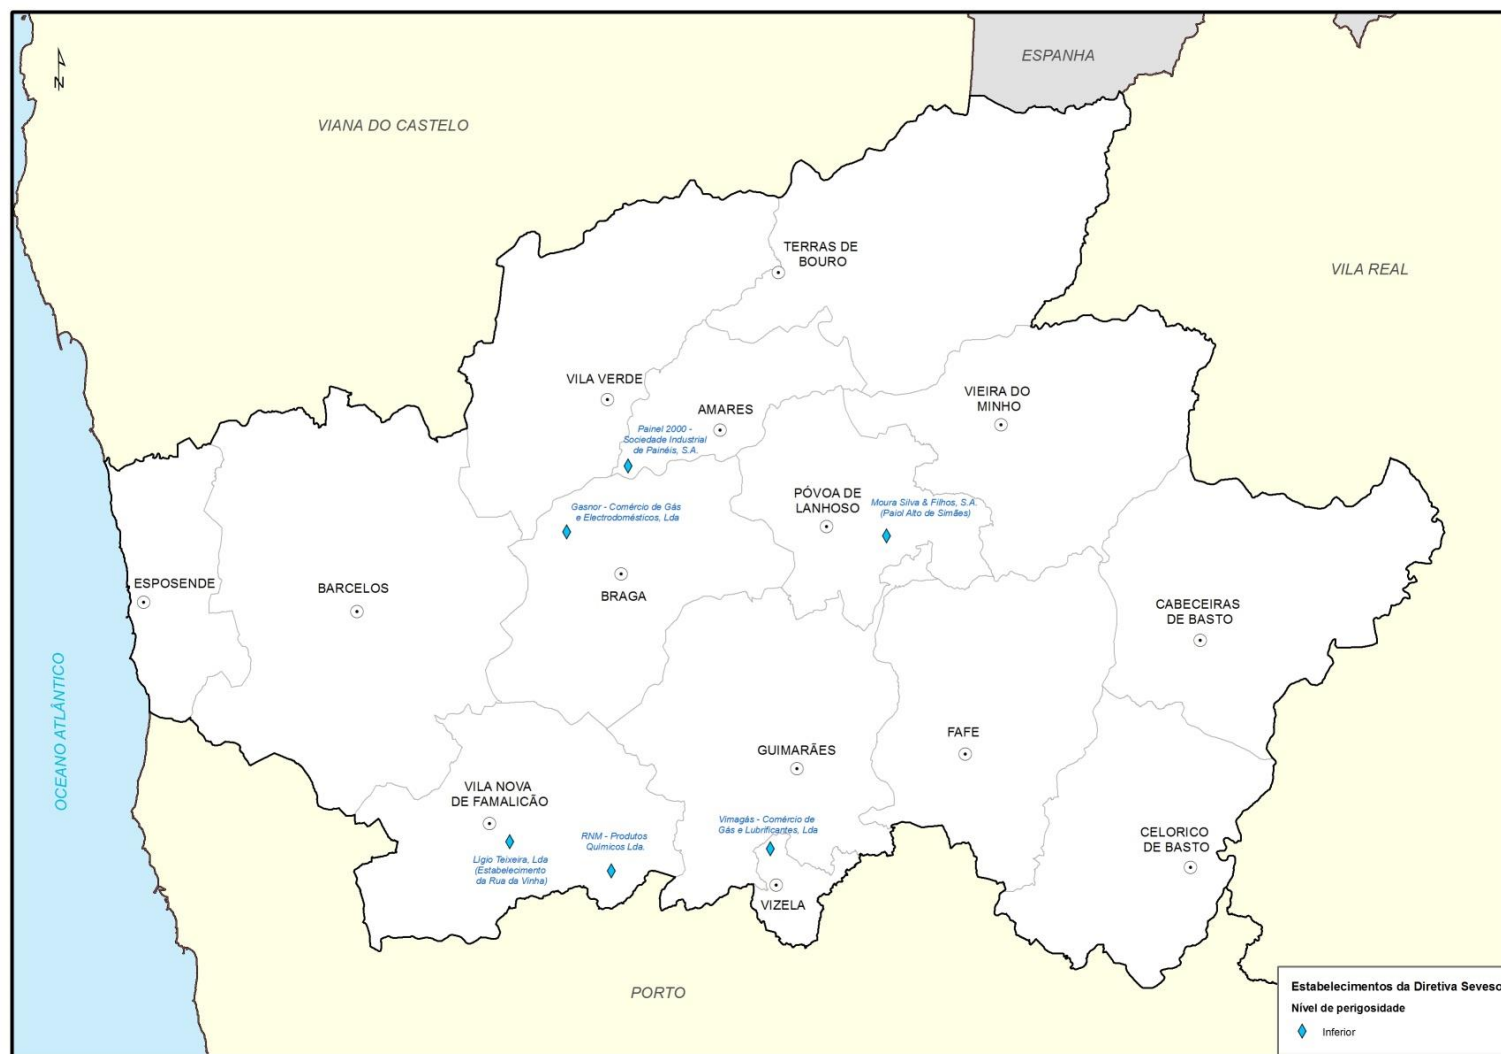 ESPANHA
VIANA DO CASTELO
N
TERRAS DE
BOURO
VILA REAL
VILA VERDE
VIEIRA DO
MINHO
AMARES
Painel 2000 -
Sociedade Industrial
de Painéis, S.A.
PÓVOA DE
LANHOSO
Moura Silva & Filhos, S.A.
(Paiol Alto de Simães)
Gasnor - Comércio de Gás
e Electrodomésticos, Lda
ESPOSENDE
BARCELOS
BRAGA
CABECEIRAS
DE BASTO
OCEANO ATLÂNTICO
FAFE
GUIMARÃES
VILA NOVA
DE FAMALICÃO
Vimagás - Comércio de
Gás e Lubrificantes, Lda
RNM - Produtos
Químicos Lda.
CELORICO
DE BASTO
Lígio Teixeira, Lda
(Estabelecimento
da Rua da Vinha)
VIZELA
PORTO
Estabelecimentos da Diretiva Seveso
Nível de perigosidade
Inferior